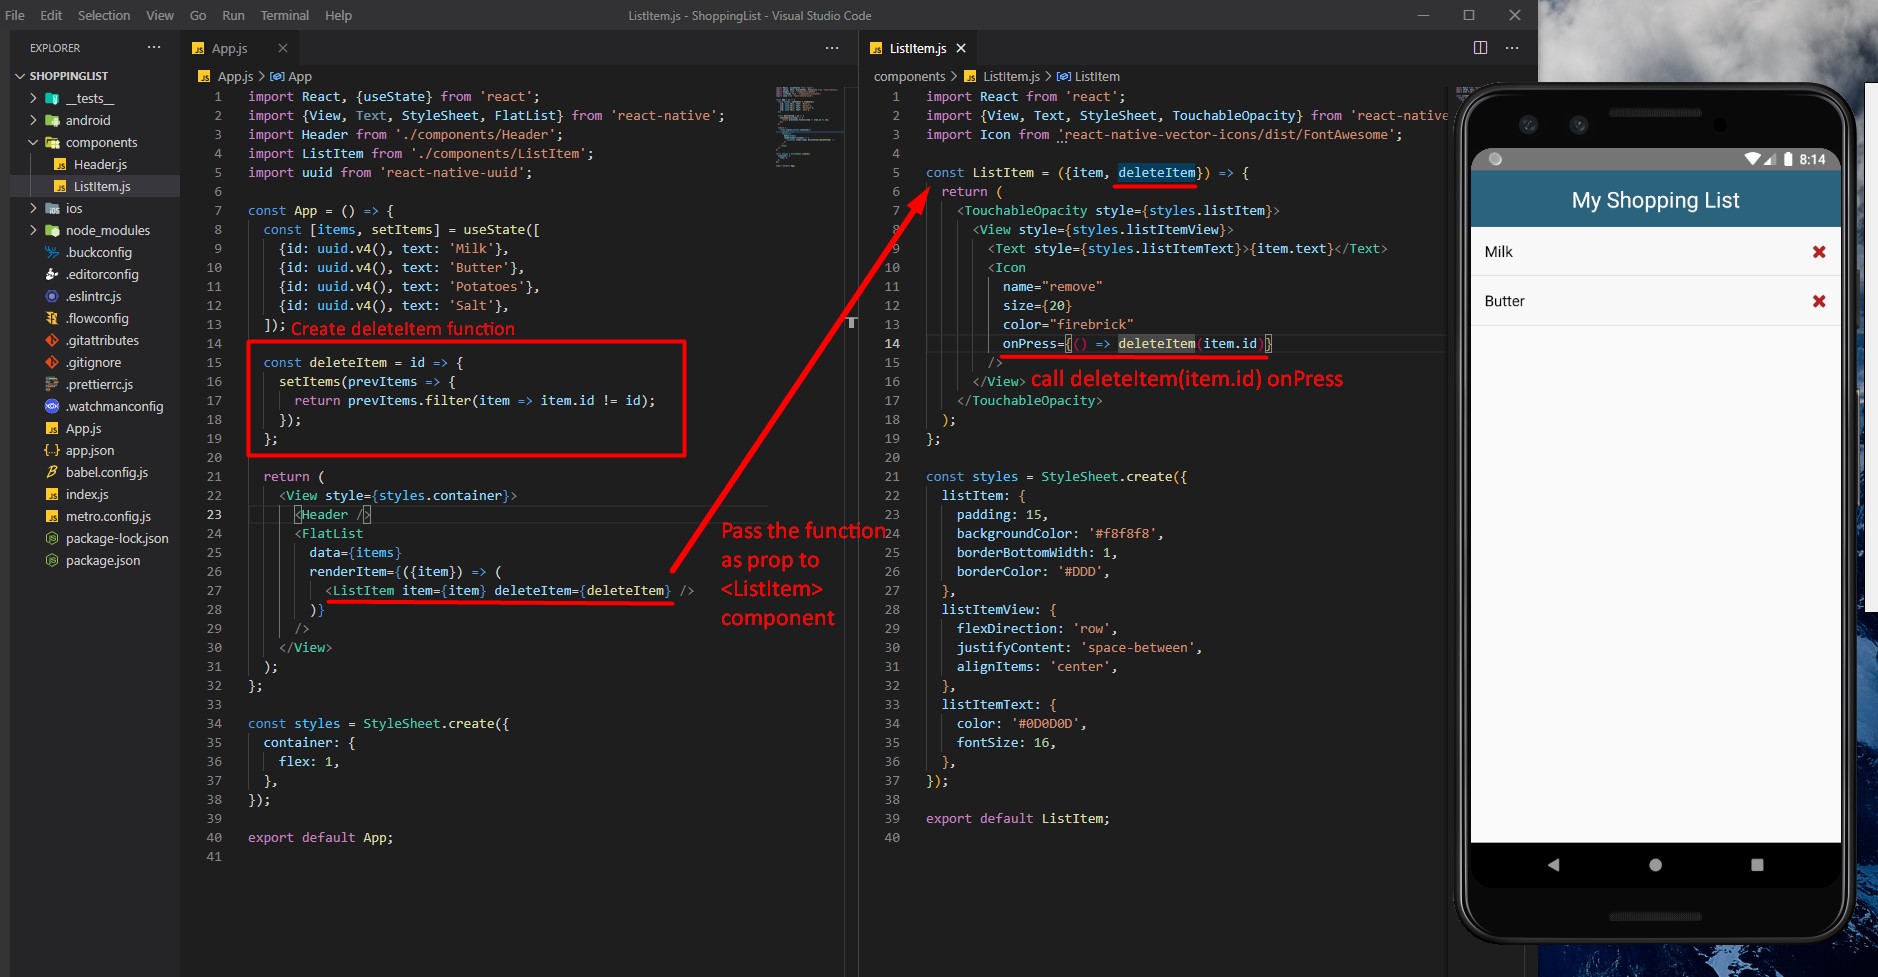 File Edit Selection View Go Run Terminal Help
ListItem.js - ShoppingList - Visual Studio Code
EXPLORER
SHOPPINGLIST
__tests__
android
components
Header.js
ListItem.js
ios
node_modules
.buckconfig
.editorconfig
.eslintrc.js
.flowconfig
.gitattributes
.gitignore
.prettierrc.js
.watchmanconfig
App.js
app.json
babel.config.js
index.js
metro.config.js
package-lock.json
package.json
App.js
App.js > App
1 import React, {useState} from 'react';
2 import {View, Text, StyleSheet, FlatList} from 'react-native';
3 import Header from './components/Header';
4 import ListItem from './components/ListItem';
5 import uuid from 'react-native-uuid';
6
7 const App = () => {
8 const [items, setItems] = useState([
9 {id: uuid.v4(), text: 'Milk'},
10 {id: uuid.v4(), text: 'Butter'},
11 {id: uuid.v4(), text: 'Potatoes'},
12 {id: uuid.v4(), text: 'Salt'},
13 ]);
Create deleteItem function
14
15 const deleteItem = id => {
16 setItems(prevItems => {
17 return prevItems.filter(item => item.id != id);
18 });
19 };
20
21 return (
22 <View style={styles.container}>
23 <Header />
24 <FlatList
25 data={items}
26 renderItem={({item}) => (
27 <ListItem item={item} deleteItem={deleteItem} />
28 )}
29 />
30 </View>
31 );
32 };
33
34 const styles = StyleSheet.create({
35 container: {
36 flex: 1,
37 },
38 });
39
40 export default App;
41
Pass the function
as prop to
<ListItem>
component
ListItem.js
components > ListItem.js > ListItem
1 import React from 'react';
2 import {View, Text, StyleSheet, TouchableOpacity} from 'react-native
3 import Icon from 'react-native-vector-icons/dist/FontAwesome';
4
5 const ListItem = ({item, deleteItem}) => {
6 return (
7 <TouchableOpacity style={styles.listItem}>
8 <View style={styles.listItemView}>
9 <Text style={styles.listItemText}>{item.text}</Text>
10 <Icon
11 name="remove"
12 size={20}
13 color="firebrick"
14 onPress={() => deleteItem(item.id)}
15 />
16 </View>
call deleteItem(item.id) onPress
17 </TouchableOpacity>
18 );
19 };
20
21 const styles = StyleSheet.create({
22 listItem: {
23 padding: 15,
24 backgroundColor: '#f8f8f8',
25 borderBottomWidth: 1,
26 borderColor: '#DDD',
27 },
28 listItemView: {
29 flexDirection: 'row',
30 justifyContent: 'space-between',
31 alignItems: 'center',
32 },
33 listItemText: {
34 color: '#0D0D0D',
35 fontSize: 16,
36 },
37 });
38
39 export default ListItem;
40
8:14
My Shopping List
Milk
Butter